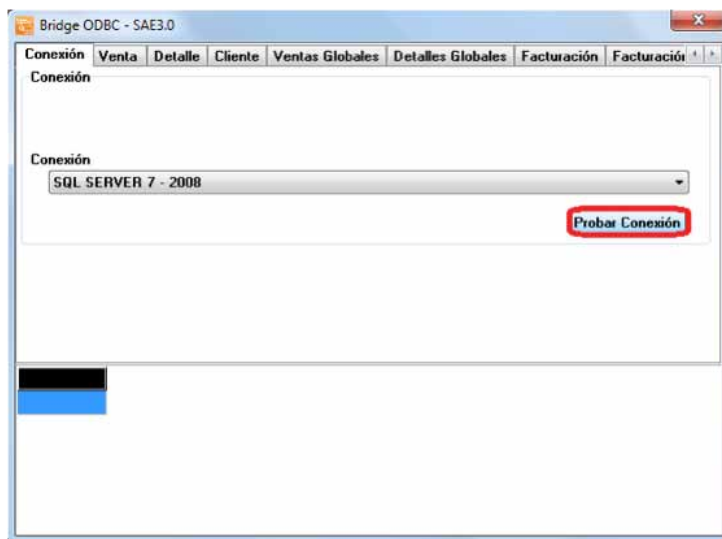 Bridge ODBC - SAE3.0
Conexión Venta Detalle Cliente Ventas Globales Detalles Globales Facturación Facturación
Conexión
Conexión
SQL SERVER 7 - 2008
Probar Conexión